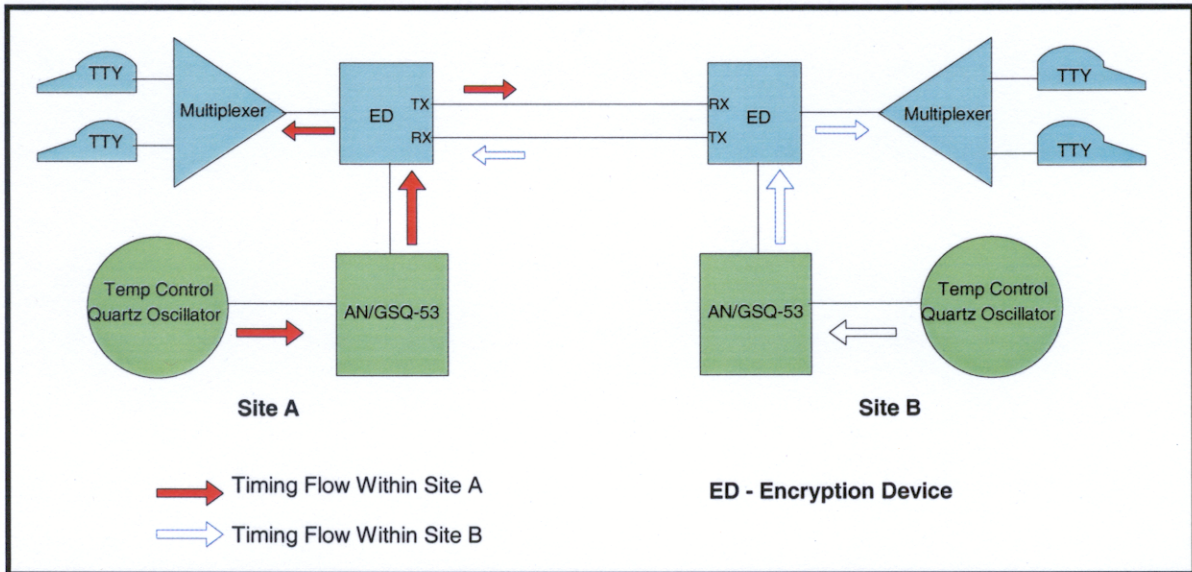 TTY
TTY
Multiplexer
ED
TX
RX
RX
TX
ED
Multiplexer
TTY
TTY
Temp Control
Quartz Oscillator
AN/GSQ-53
AN/GSQ-53
Temp Control
Quartz Oscillator
Site A
Site B
Timing Flow Within Site A
Timing Flow Within Site B
ED - Encryption Device